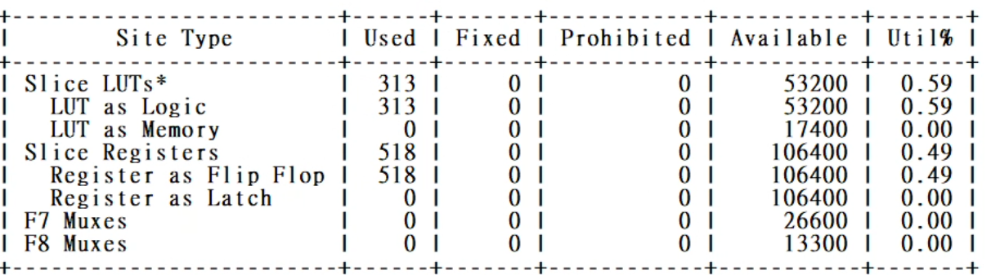 +-------------------------+------+-------+------------+-----------+-------+
|        Site Type        | Used | Fixed | Prohibited | Available | Util% |
+-------------------------+------+-------+------------+-----------+-------+
| Slice LUTs*             |  313 |     0 |          0 |     53200 |  0.59 |
|   LUT as Logic          |  313 |     0 |          0 |     53200 |  0.59 |
|   LUT as Memory         |    0 |     0 |          0 |     17400 |  0.00 |
| Slice Registers         |  518 |     0 |          0 |    106400 |  0.49 |
|   Register as Flip Flop |  518 |     0 |          0 |    106400 |  0.49 |
|   Register as Latch     |    0 |     0 |          0 |    106400 |  0.00 |
| F7 Muxes                |    0 |     0 |          0 |     26600 |  0.00 |
| F8 Muxes                |    0 |     0 |          0 |     13300 |  0.00 |
+-------------------------+------+-------+------------+-----------+-------+